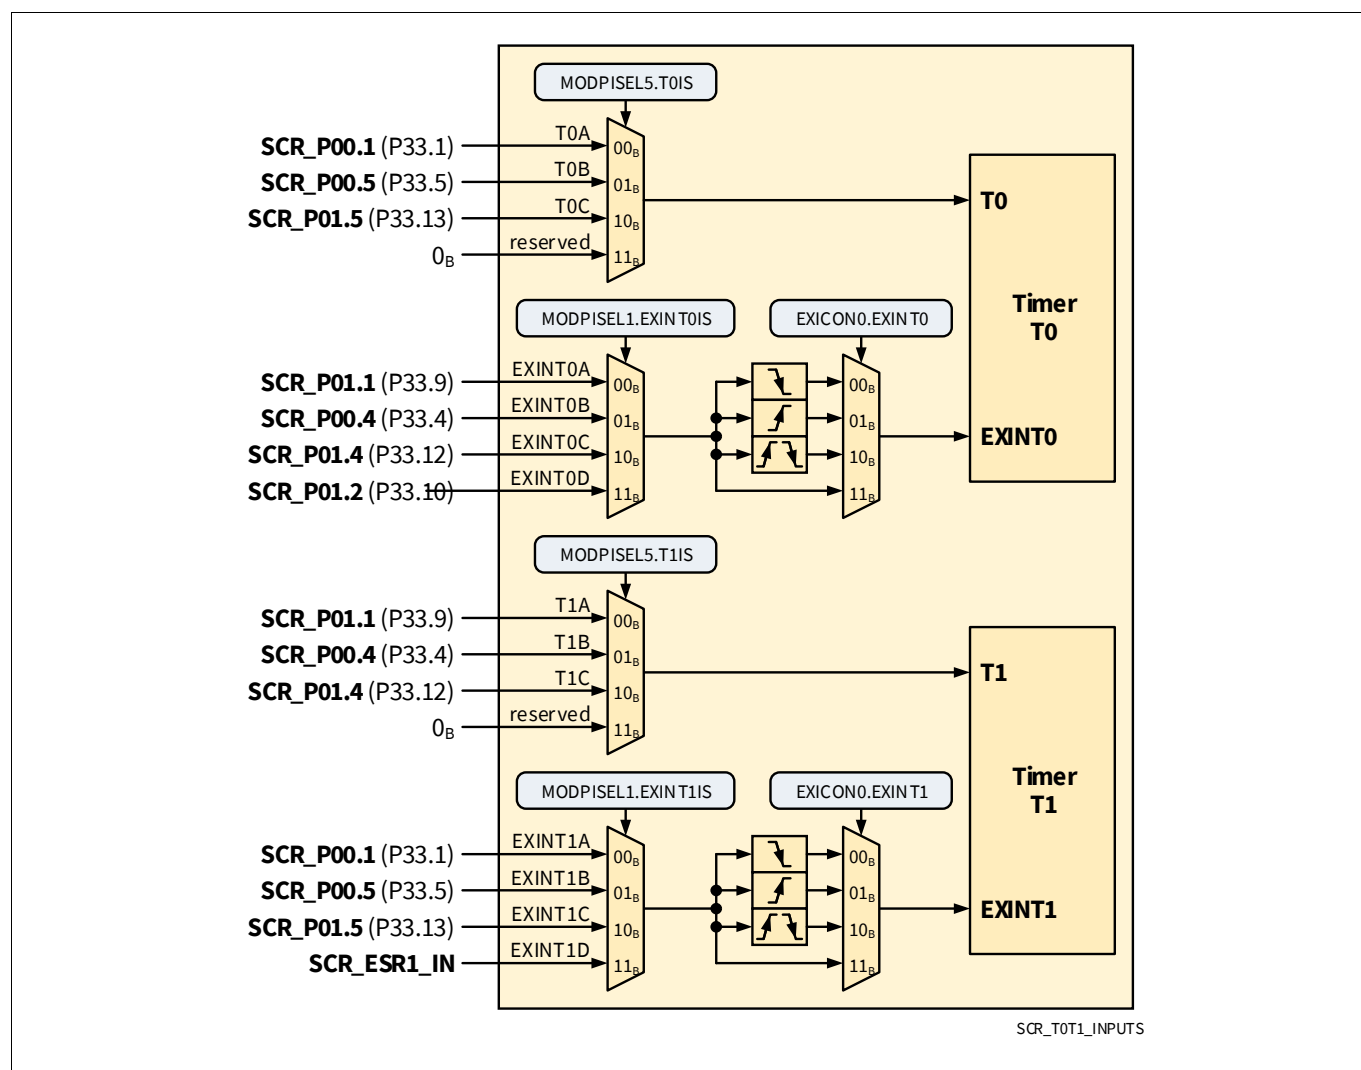 MODPISEL5.T0IS
SCR_P00.1 (P33.1) T0A 00B
SCR_P00.5 (P33.5) T0B 01B
SCR_P01.5 (P33.13) T0C 10B
0B reserved 11B
T0
Timer
T0
MODPISEL1.EXINT0IS EXICON0.EXINT0
SCR_P01.1 (P33.9) EXINT0A 00B 00B
SCR_P00.4 (P33.4) EXINT0B 01B 01B
SCR_P01.4 (P33.12) EXINT0C 10B 10B
SCR_P01.2 (P33.10) EXINT0D 11B 11B
EXINT0
MODPISEL5.T1IS
SCR_P01.1 (P33.9) T1A 00B
SCR_P00.4 (P33.4) T1B 01B
SCR_P01.4 (P33.12) T1C 10B
0B reserved 11B
T1
Timer
T1
MODPISEL1.EXINT1IS EXICON0.EXINT1
SCR_P00.1 (P33.1) EXINT1A 00B 00B
SCR_P00.5 (P33.5) EXINT1B 01B 01B
SCR_P01.5 (P33.13) EXINT1C 10B 10B
SCR_ESR1_IN EXINT1D 11B 11B
EXINT1
SCR_T0T1_INPUTS